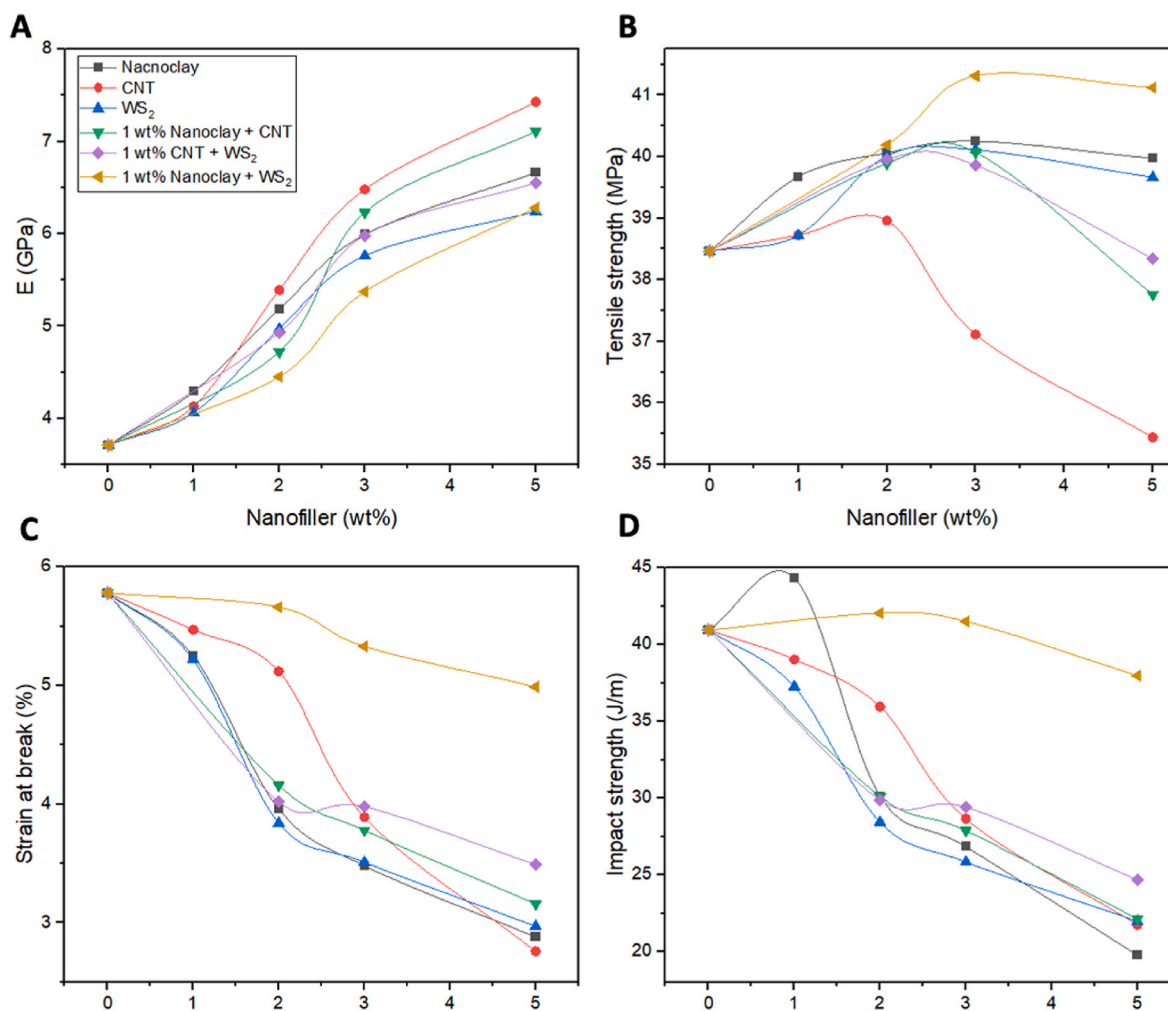 A
8
7
6
5
4
E (GPa)
Nacnoclay
CNT
WS₂
1 wt% Nanoclay + CNT
1 wt% CNT + WS₂
1 wt% Nanoclay + WS₂
0 1 2 3 4 5
Nanofiller (wt%)
B
41
40
39
38
37
36
35
Tensile strength (MPa)
0 1 2 3 4 5
Nanofiller (wt%)
C
6
5
4
3
Strain at break (%)
0 1 2 3 4 5
D
45
40
35
30
25
20
Impact strength (J/m)
0 1 2 3 4 5